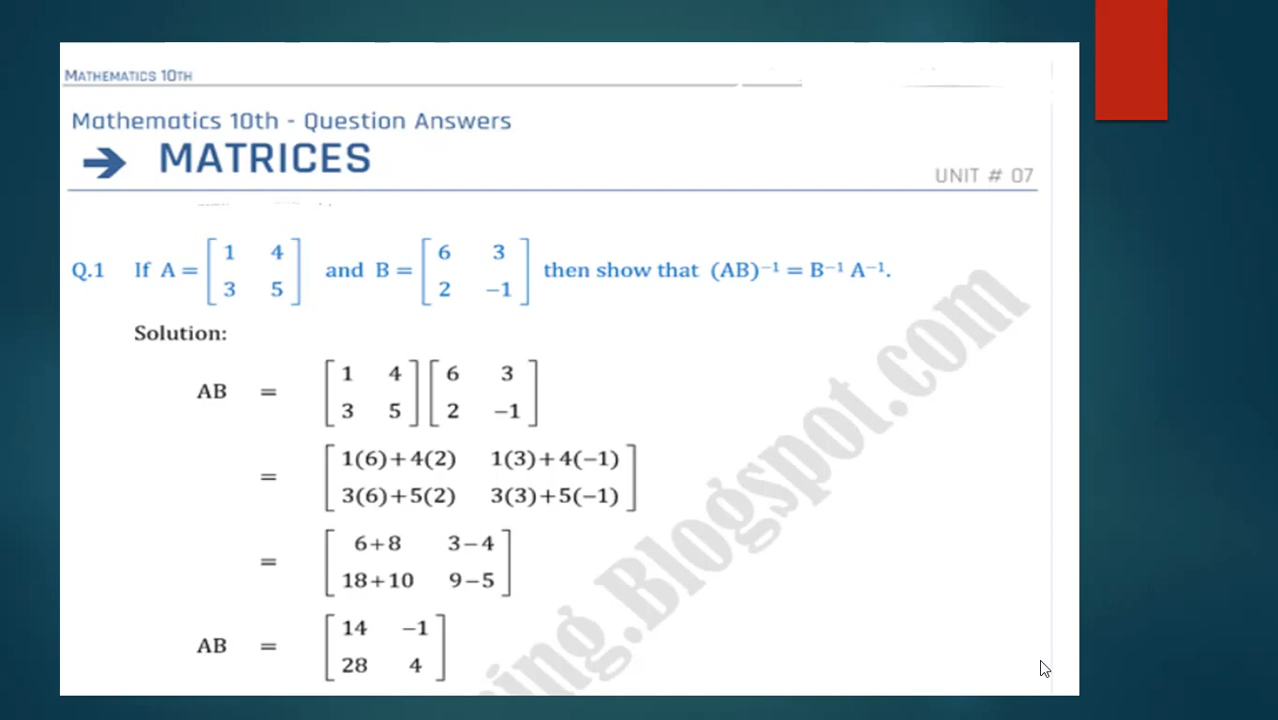 MATHEMATICS 10TH
Mathematics 10th - Question Answers
→ MATRICES
UNIT # 07
Q.1 If A = [1 4; 3 5] and B = [6 3; 2 −1] then show that (AB)⁻¹ = B⁻¹ A⁻¹.
Solution:
AB = [1 4; 3 5] [6 3; 2 −1]
= [1(6)+4(2) 1(3)+4(−1); 3(6)+5(2) 3(3)+5(−1)]
= [6+8 3−4; 18+10 9−5]
AB = [14 −1; 28 4]
ing.Blogspot.com